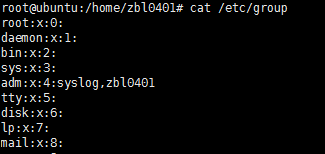 root@ubuntu:/home/zbl0401# cat /etc/group
root:x:0:
daemon:x:1:
bin:x:2:
sys:x:3:
adm:x:4:syslog,zbl0401
tty:x:5:
disk:x:6:
lp:x:7:
mail:x:8: